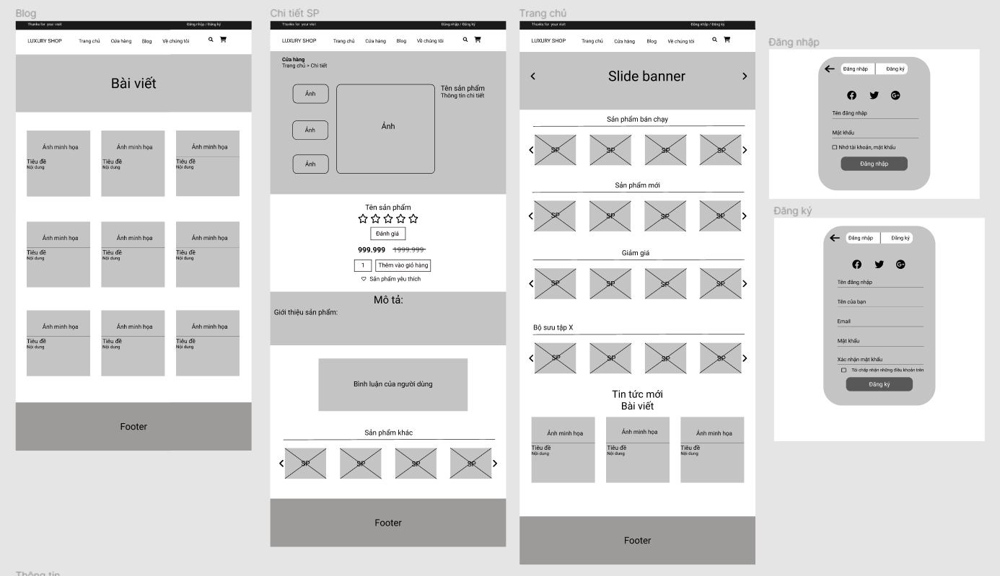 Blog
Thanks for your visit
Đăng nhập / Đăng ký
LUXURY SHOP
Trang chủ
Cửa hàng
Blog
Về chúng tôi
Bài viết
Ảnh minh họa
Ảnh minh họa
Ảnh minh họa
Tiêu đề
Tiêu đề
Tiêu đề
Nội dung
Nội dung
Nội dung
Ảnh minh họa
Ảnh minh họa
Ảnh minh họa
Tiêu đề
Tiêu đề
Tiêu đề
Nội dung
Nội dung
Nội dung
Ảnh minh họa
Ảnh minh họa
Ảnh minh họa
Tiêu đề
Tiêu đề
Tiêu đề
Nội dung
Nội dung
Nội dung
Footer
Chi tiết SP
Thanks for your visit
Đăng nhập / Đăng ký
LUXURY SHOP
Trang chủ
Cửa hàng
Blog
Về chúng tôi
Cửa hàng
Trang chủ > Chi tiết
Ảnh
Ảnh
Ảnh
Ảnh
Tên sản phẩm
Thông tin chi tiết
Tên sản phẩm
Đánh giá
999.999 1999.999
1
Thêm vào giỏ hàng
Sản phẩm yêu thích
Mô tả:
Giới thiệu sản phẩm:
Bình luận của người dùng
Sản phẩm khác
SP
SP
SP
SP
Footer
Trang chủ
Thanks for your visit
Đăng nhập / Đăng ký
LUXURY SHOP
Trang chủ
Cửa hàng
Blog
Về chúng tôi
Slide banner
Sản phẩm bán chạy
SP
SP
SP
SP
Sản phẩm mới
SP
SP
SP
SP
Giảm giá
SP
SP
SP
SP
Bộ sưu tập X
SP
SP
SP
SP
Tin tức mới
Bài viết
Ảnh minh họa
Ảnh minh họa
Ảnh minh họa
Tiêu đề
Tiêu đề
Tiêu đề
Nội dung
Nội dung
Nội dung
Footer
Đăng nhập
Đăng nhập
Đăng ký
Tên đăng nhập
Mật khẩu
Nhớ tài khoản, mật khẩu
Đăng nhập
Đăng ký
Đăng nhập
Đăng ký
Tên đăng nhập
Tên của bạn
Email
Mật khẩu
Xác nhận mật khẩu
Tôi chấp nhận những điều khoản trên
Đăng ký
Thông tin